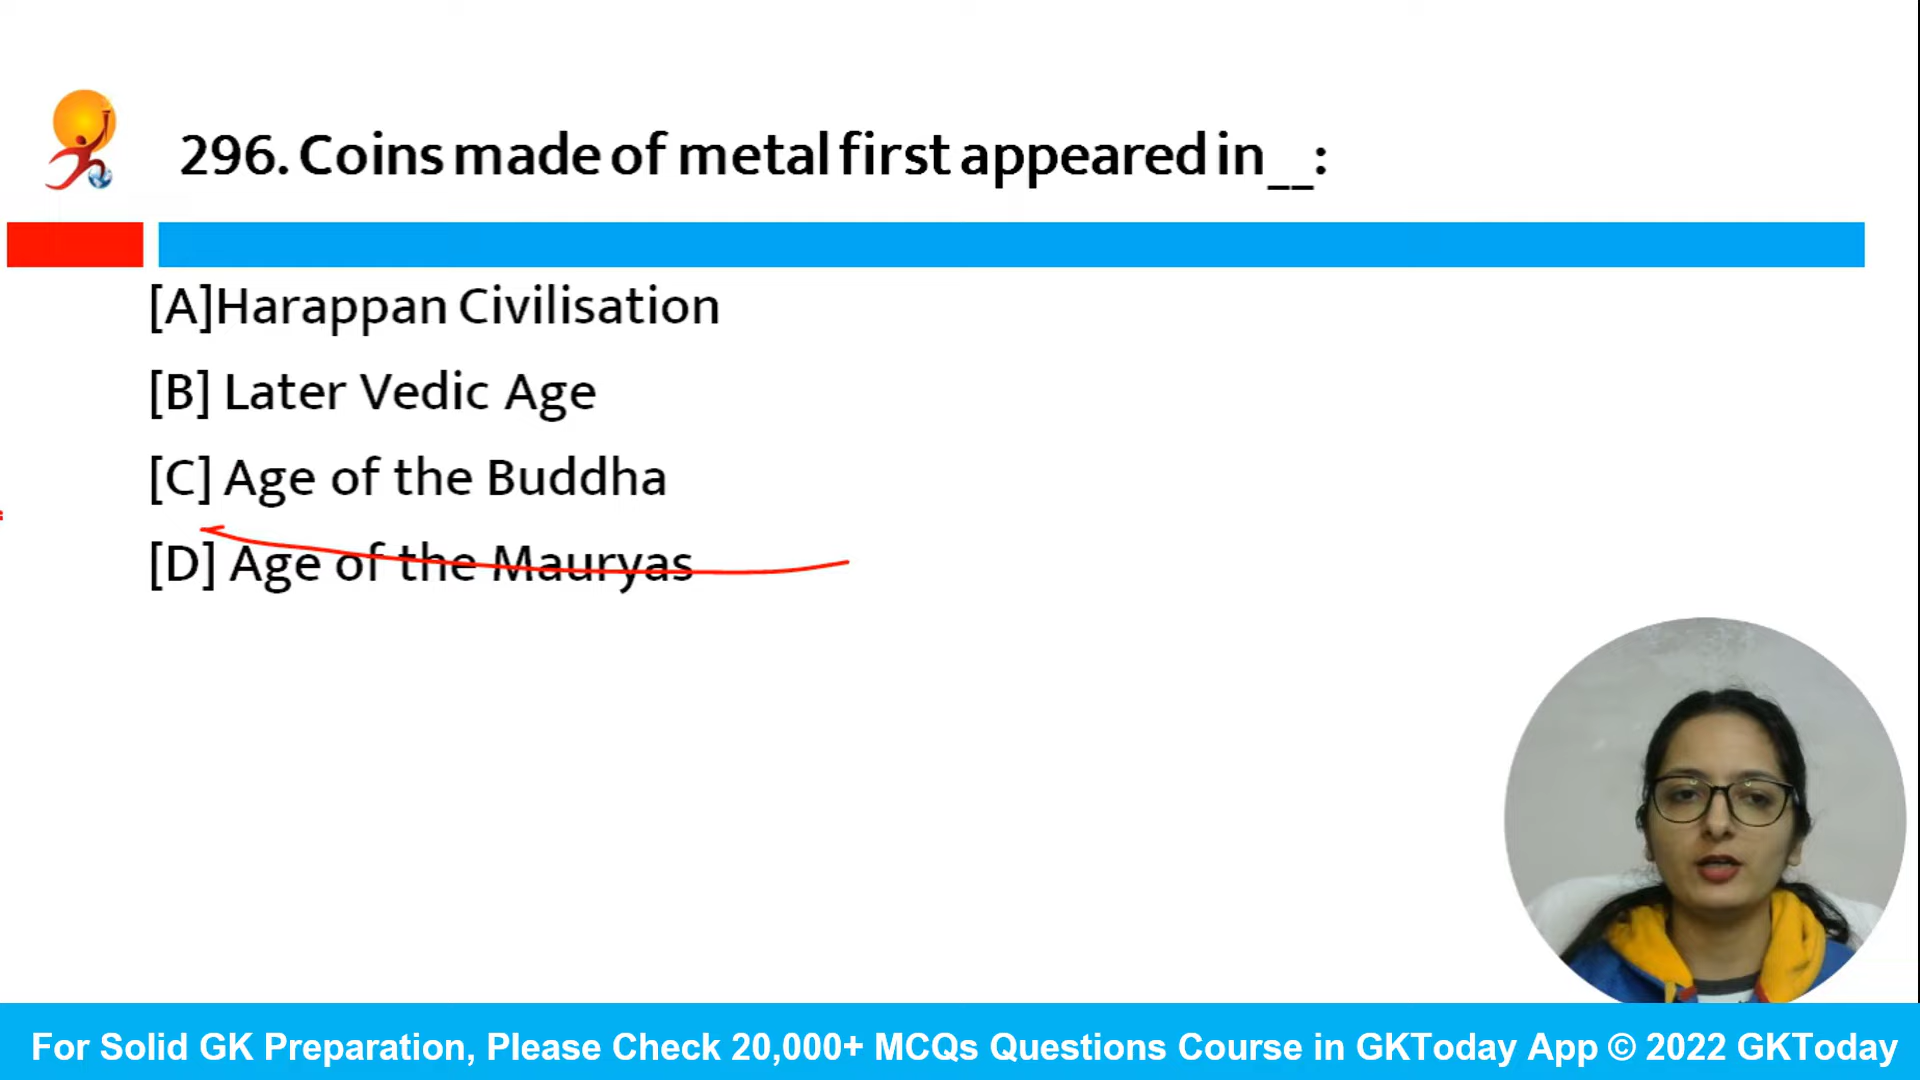 296. Coins made of metal first appeared in__:
[A]Harappan Civilisation
[B] Later Vedic Age
[C] Age of the Buddha
[D] Age of the Mauryas
For Solid GK Preparation, Please Check 20,000+ MCQs Questions Course in GKToday App © 2022 GKToday